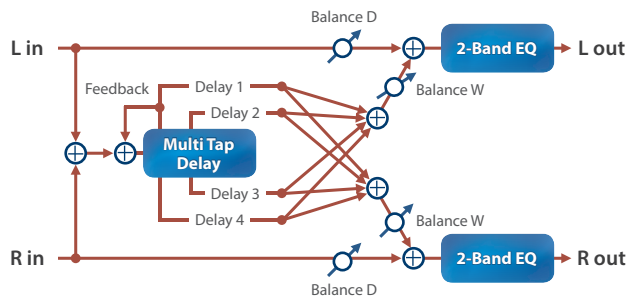 Balance D
L in
2-Band EQ
L out
Feedback
Delay 1
Balance W
Delay 2
Multi Tap
Delay
Delay 3
Delay 4
Balance W
R in
2-Band EQ
R out
Balance D